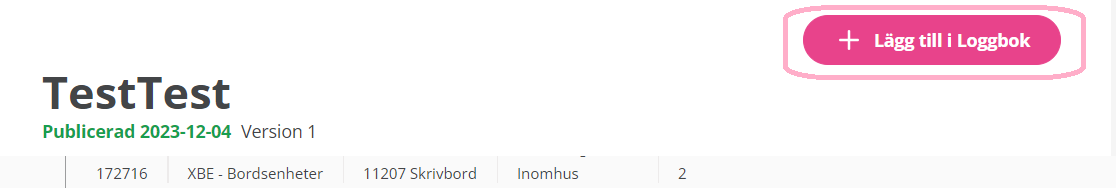 Lägg till i Loggbok
TestTest
Publicerad 2023-12-04 Version 1
172716 XBE - Bordsenheter 11207 Skrivbord Inomhus 2